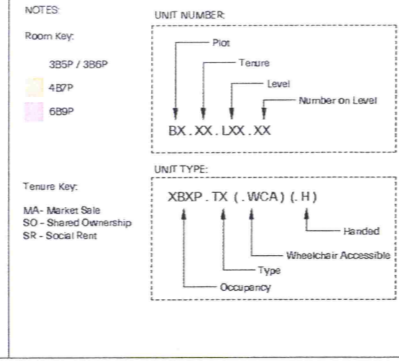 NOTES:
Room Key:
3B5P / 3B6P
4B7P
6B9P
Tenure Key:
MA- Market Sale
SO - Shared Ownership
SR - Social Rent
UNIT NUMBER:
Plot
Tenure
Level
Number on Level
BX.XX.LXX.XX
UNIT TYPE:
XBXP.TX (.WCA) (.H)
Handed
Wheelchair Accessible
Type
Occupancy